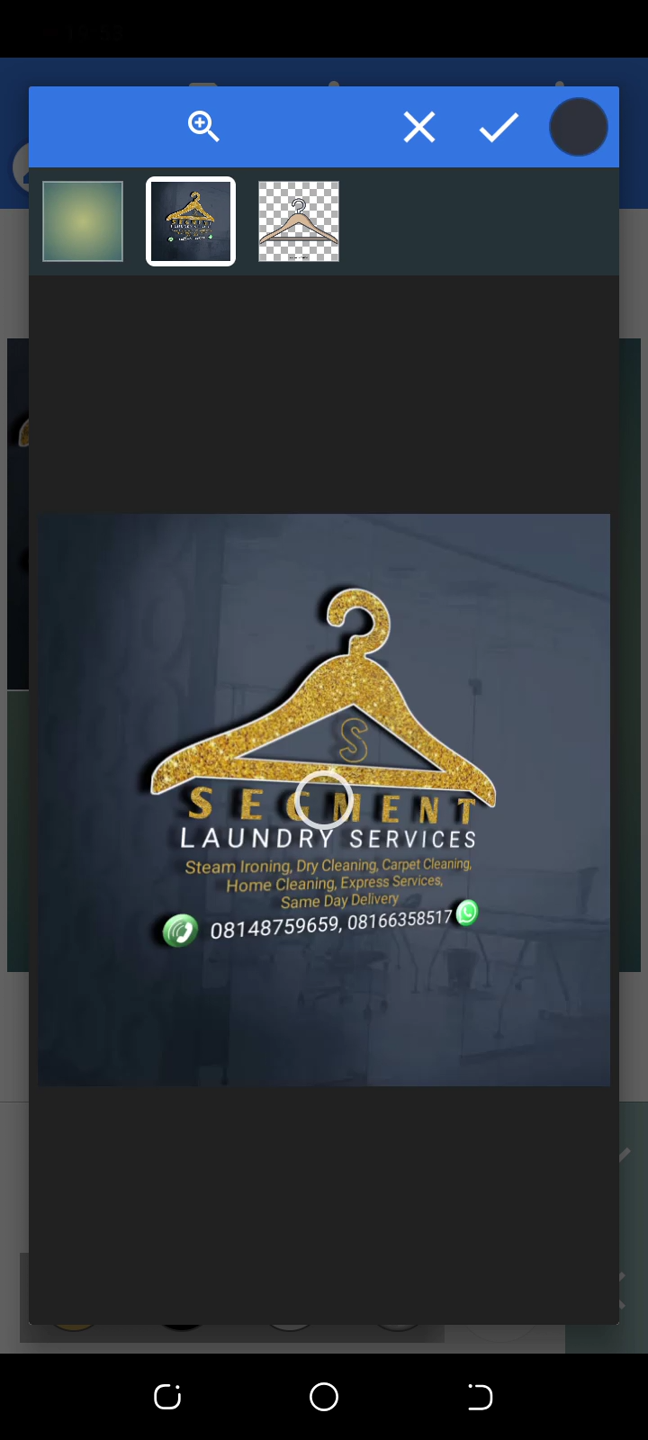 S
SEGMENT
LAUNDRY SERVICES
Steam Ironing, Dry Cleaning, Carpet Cleaning,
Home Cleaning, Express Services,
Same Day Delivery
08148759659, 08166358517